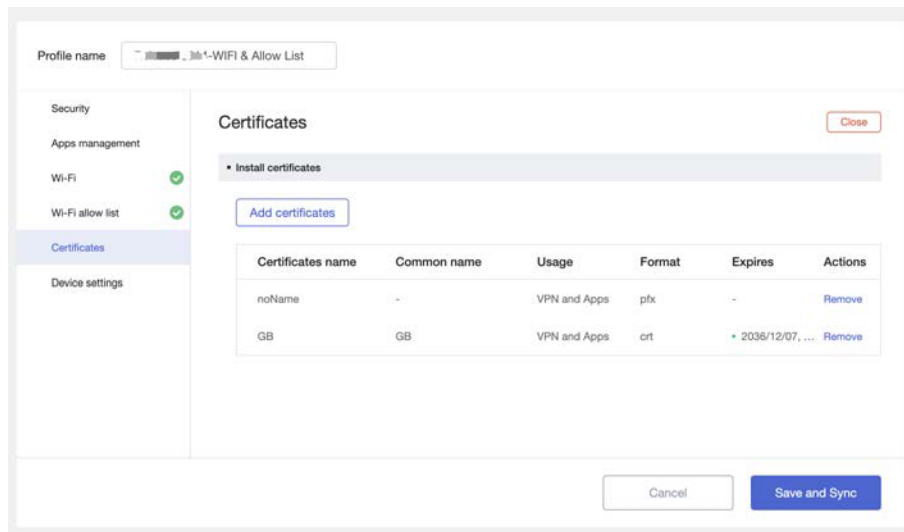 Profile name
-WIFI & Allow List
Security
Apps management
Wi-Fi
Wi-Fi allow list
Certificates
Device settings
Certificates
Close
• Install certificates
Add certificates
Certificates name Common name Usage Format Expires Actions
noName - VPN and Apps pfx - Remove
GB GB VPN and Apps crt • 2036/12/07, ... Remove
Cancel
Save and Sync